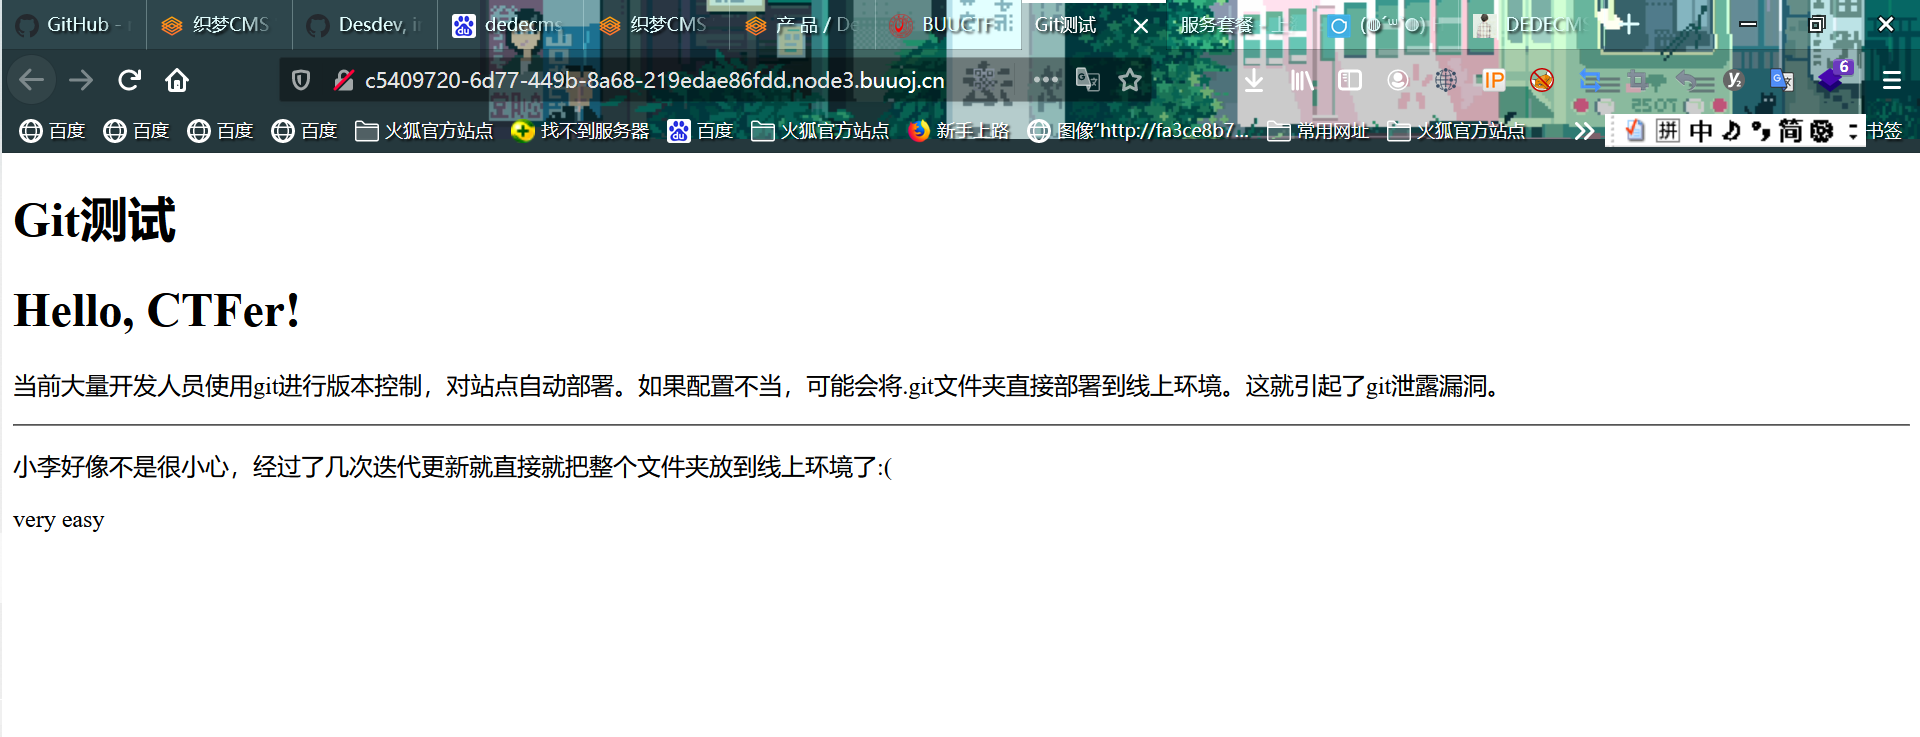 GitHub -
织梦CMS
Desdev, i
dedecms
织梦CMS
产 品 / De
BUUCTF
Git测试
服务套餐
DEDECMS
c5409720-6d77-449b-8a68-219edae86fdd.node3.buuoj.cn
IP
6
百度
百度
百度
百度
火狐官方站点
找不到服务器
百度
火狐官方站点
新手上路
图像“http://fa3ce8b7...
常用网址
火狐官方站点
拼 中 简
书签
Git测试
Hello, CTFer!
当前大量开发人员使用git进行版本控制，对站点自动部署。如果配置不当，可能会将.git文件夹直接部署到线上环境。这就引起了git泄露漏洞。
小李好像不是很小心，经过了几次迭代更新就直接就把整个文件夹放到线上环境了:(
very easy